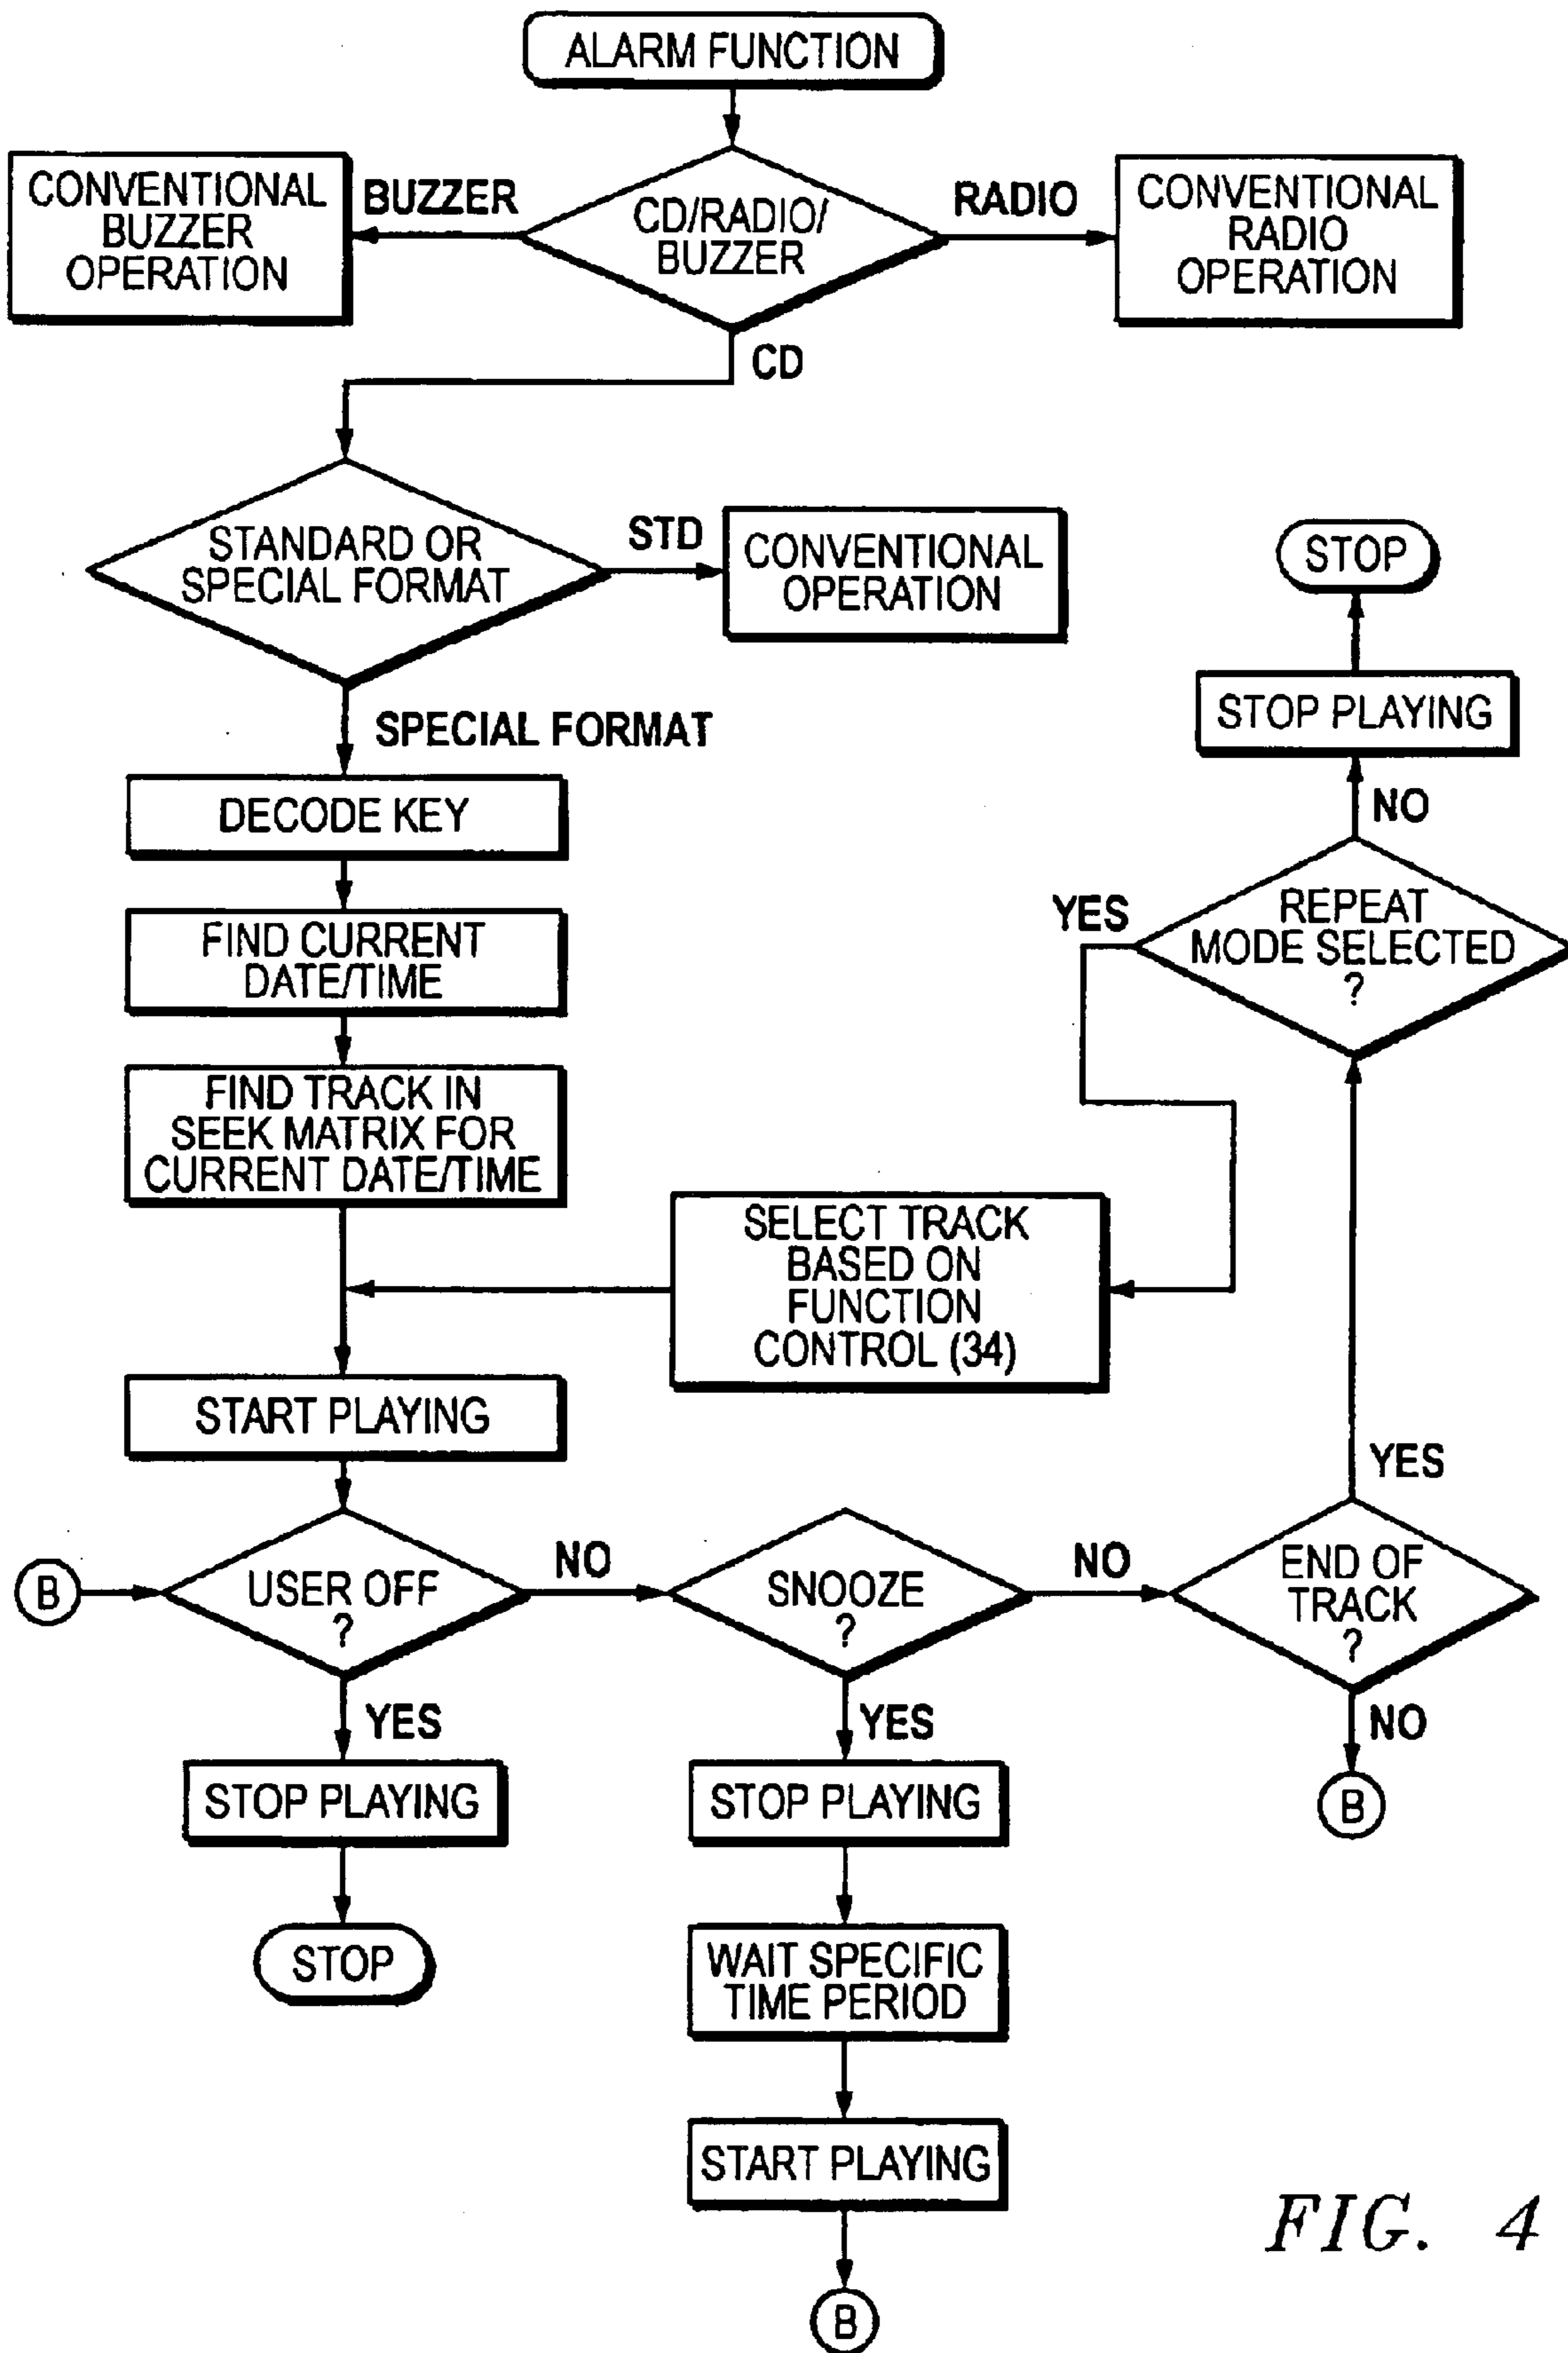 ALARM FUNCTION
CONVENTIONAL
BUZZER
OPERATION
BUZZER
CD/RADIO/
BUZZER
RADIO
CONVENTIONAL
RADIO
OPERATION
CD
STANDARD OR
SPECIAL FORMAT
STD
CONVENTIONAL
OPERATION
STOP
STOP PLAYING
NO
SPECIAL FORMAT
DECODE KEY
REPEAT
MODE SELECTED
?
YES
FIND CURRENT
DATE/TIME
FIND TRACK IN
SEEK MATRIX FOR
CURRENT DATE/TIME
SELECT TRACK
BASED ON
FUNCTION
CONTROL (34)
START PLAYING
YES
B
USER OFF
?
NO
SNOOZE
?
NO
END OF
TRACK
?
YES
YES
NO
STOP PLAYING
STOP PLAYING
B
STOP
WAIT SPECIFIC
TIME PERIOD
START PLAYING
B
FIG. 4